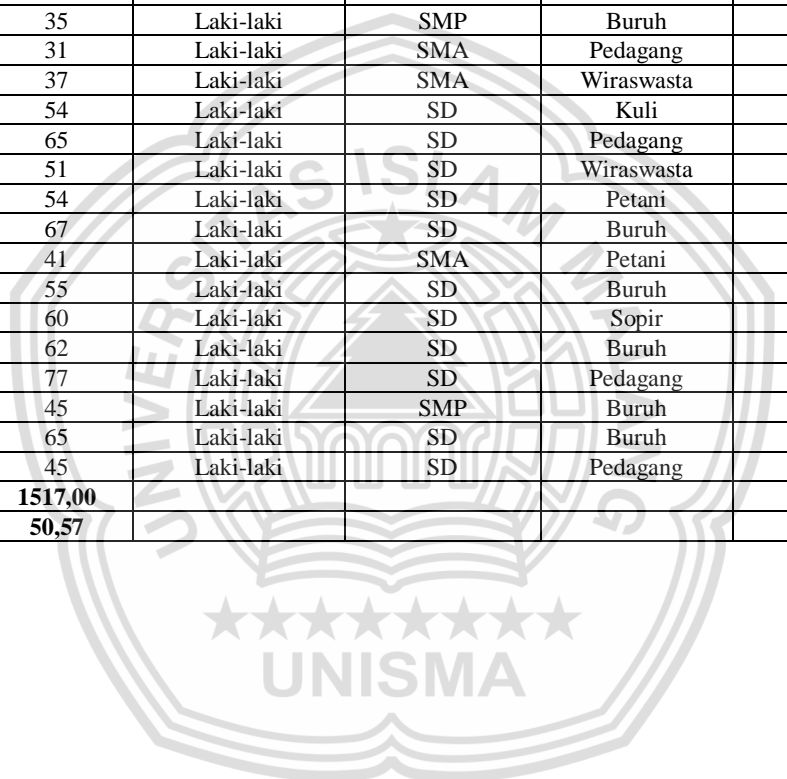 35 Laki-laki SMP Buruh
31 Laki-laki SMA Pedagang
37 Laki-laki SMA Wiraswasta
54 Laki-laki SD Kuli
65 Laki-laki SD Pedagang
51 Laki-laki SD Wiraswasta
54 Laki-laki SD Petani
67 Laki-laki SD Buruh
41 Laki-laki SMA Petani
55 Laki-laki SD Buruh
60 Laki-laki SD Sopir
62 Laki-laki SD Buruh
77 Laki-laki SD Pedagang
45 Laki-laki SMP Buruh
65 Laki-laki SD Buruh
45 Laki-laki SD Pedagang
1517,00
50,57
UNIVERSITAS ISLAM MALANG
UNISMA